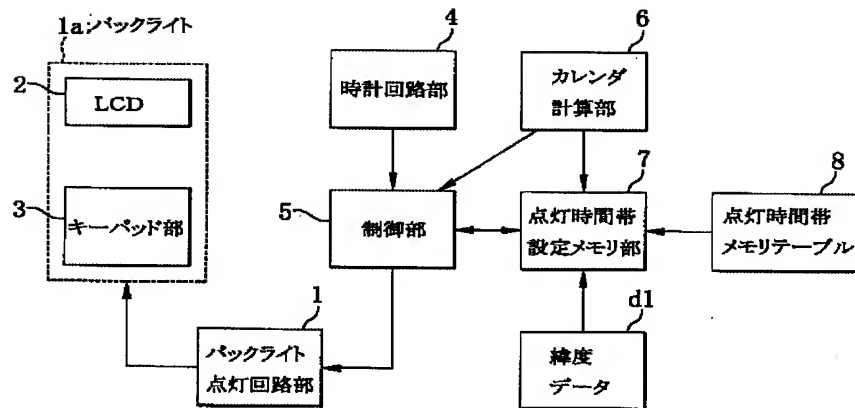 1a:バックライト
2
LCD
3
キーパッド部
4
時計回路部
6
カレンダ
計算部
5
制御部
7
点灯時間帯
設定メモリ部
8
点灯時間帯
メモリテーブル
1
バックライト
点灯回路部
d1
緯度
データ